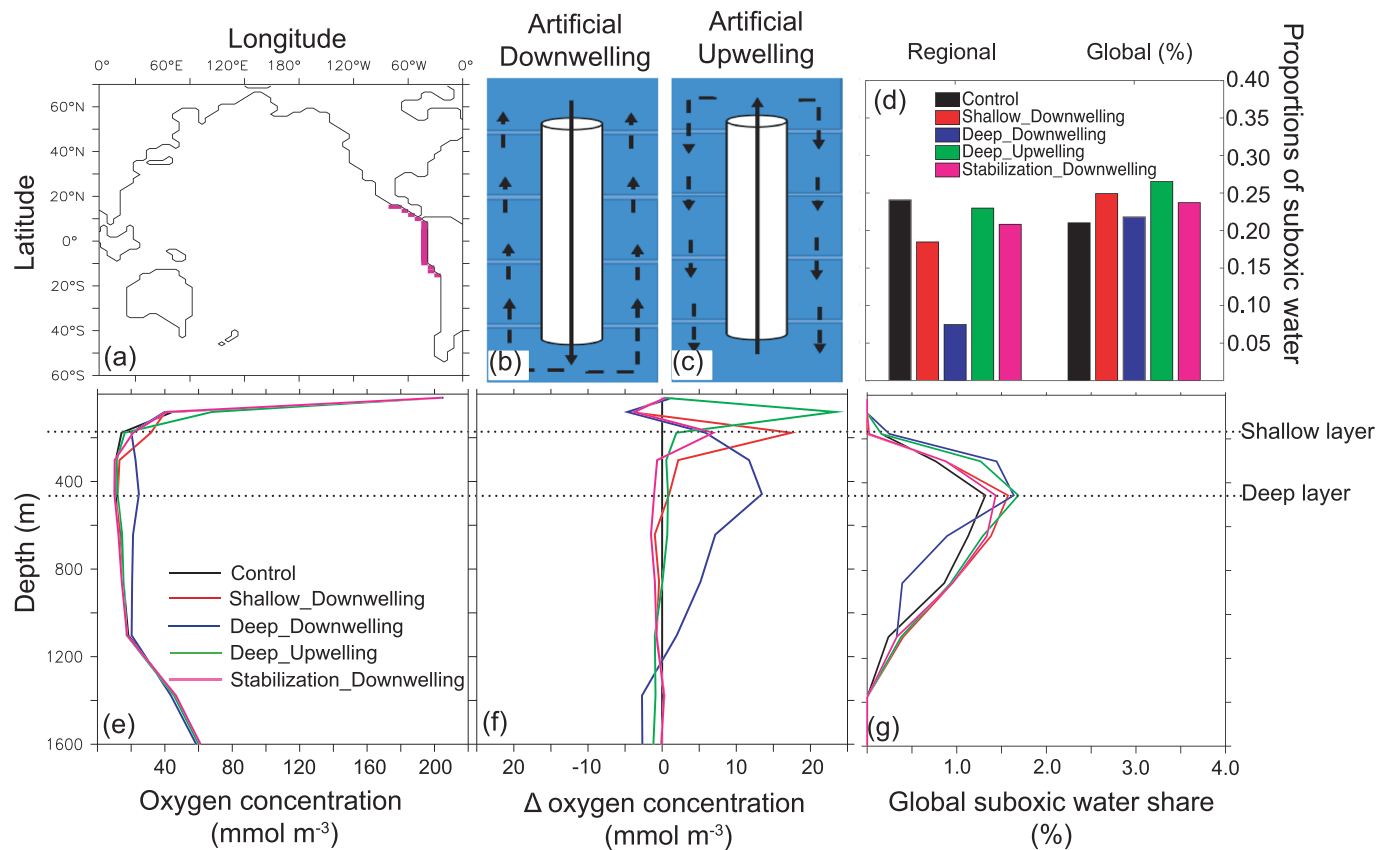 Longitude
0° 60°E 120°E 120°W 60°W 0°
Latitude
60°N
40°N
20°N
0°
20°S
40°S
60°S
(a)
Artificial
Downwelling
(b)
Artificial
Upwelling
(c)
Regional Global (%)
(d)
Control
Shallow_Downwelling
Deep_Downwelling
Deep_Upwelling
Stabilization_Downwelling
0.40
0.35
0.30
0.25
0.20
0.15
0.10
0.05
Proportions of suboxic water
Depth (m)
400
800
1200
1600
Control
Shallow_Downwelling
Deep_Downwelling
Deep_Upwelling
Stabilization_Downwelling
(e)
40 80 120 160 200
Oxygen concentration
(mmol m-3)
(f)
20 -10 0 10 20
Δ oxygen concentration
(mmol m-3)
Shallow layer
Deep layer
(g)
1.0 2.0 3.0 4.0
Global suboxic water share
(%)